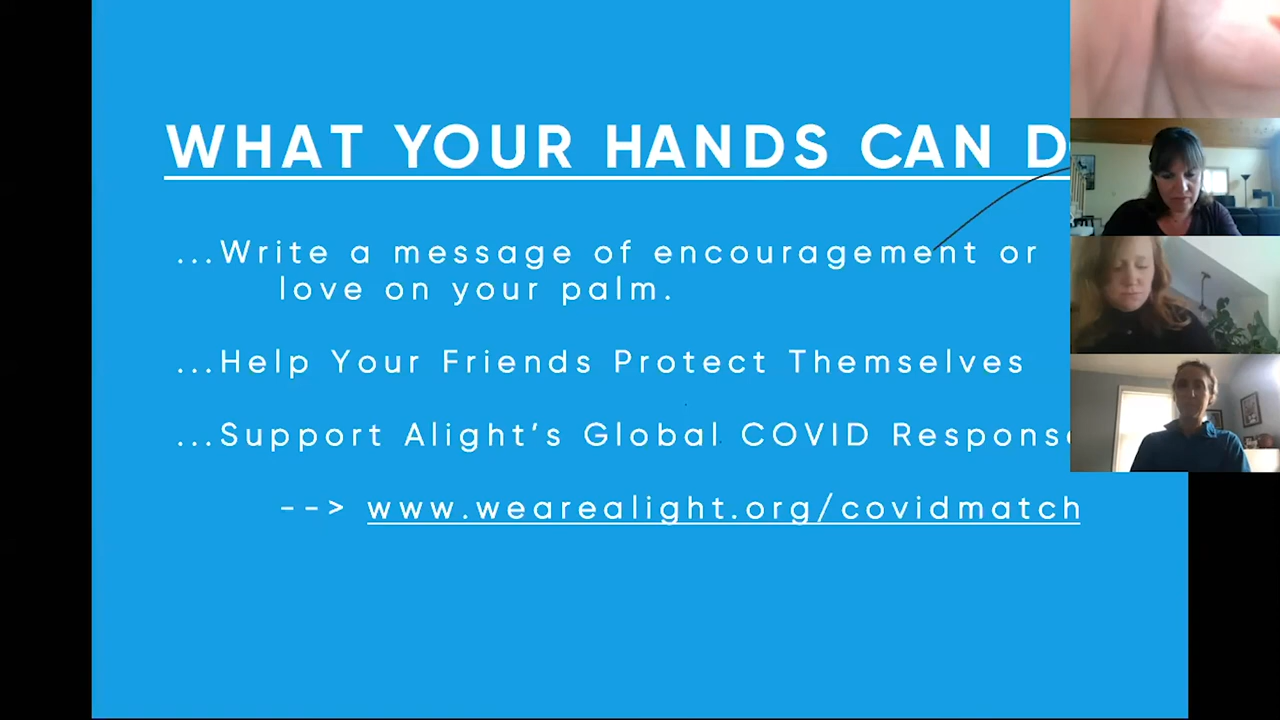 WHAT YOUR HANDS CAN D
...Write a message of encouragement or
love on your palm.
...Help Your Friends Protect Themselves
...Support Alight's Global COVID Response
--> www.wearealight.org/covidmatch